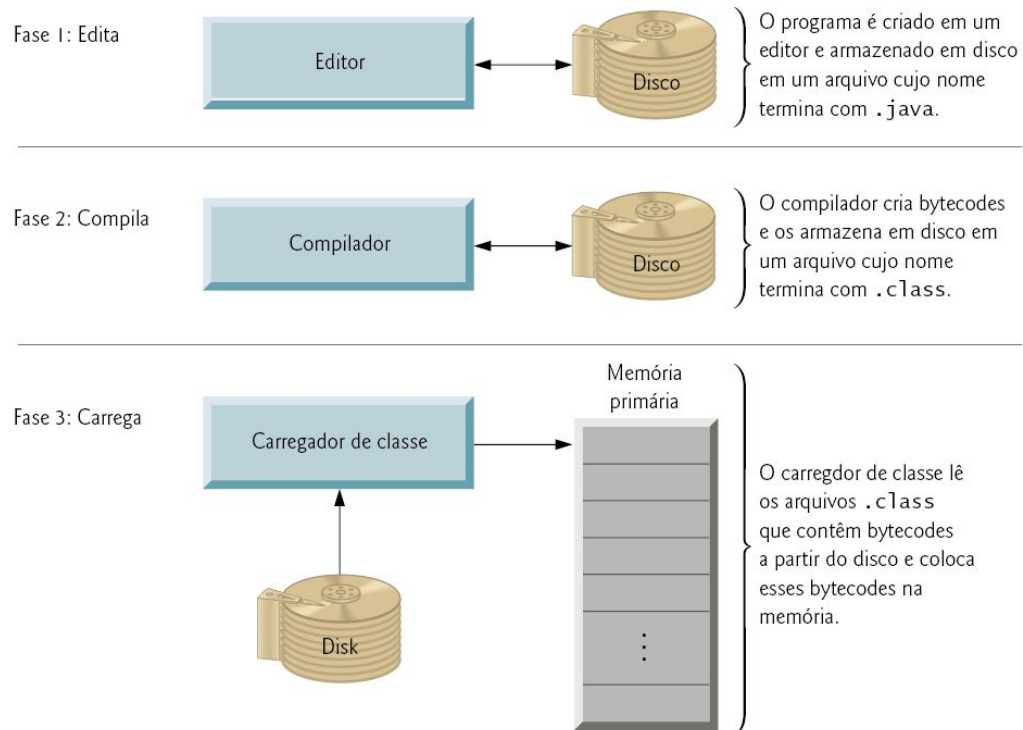 Fase 1: Edita
Editor
Disco
O programa é criado em um
editor e armazenado em disco
em um arquivo cujo nome
termina com .java.
Fase 2: Compila
Compilador
Disco
O compilador cria bytecodes
e os armazena em disco em
um arquivo cujo nome
termina com .class.
Fase 3: Carrega
Carregador de classe
Disk
Memória
primária
O carregdor de classe lê
os arquivos .class
que contêm bytecodes
a partir do disco e coloca
esses bytecodes na
memória.